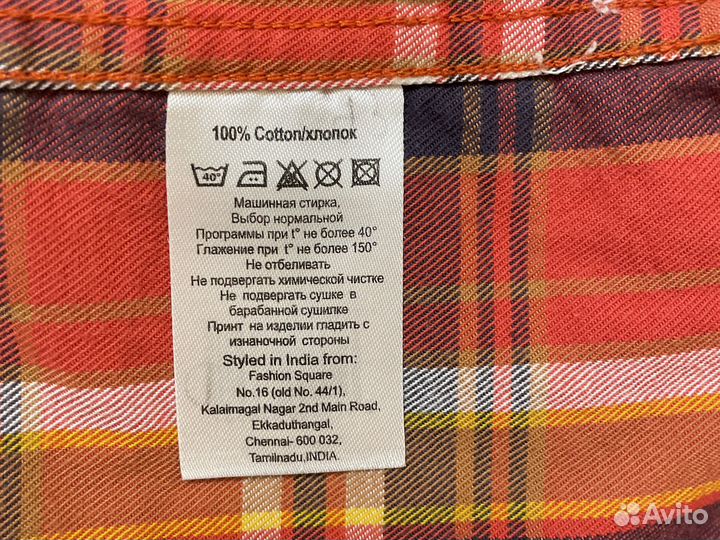 100% Cotton/хлопок
40°
Машинная стирка,
Выбор нормальной
Программы при t° не более 40°
Глажение при t° не более 150°
Не отбеливать
Не подвергать химической чистке
Не подвергать сушке в
барабанной сушилке
Принт на изделии гладить с
изнаночной стороны
Styled in India from:
Fashion Square
No.16 (old No. 44/1),
Kalaimagal Nagar 2nd Main Road,
Ekkaduthangal,
Chennai- 600 032,
Tamilnadu,INDIA.
Avito